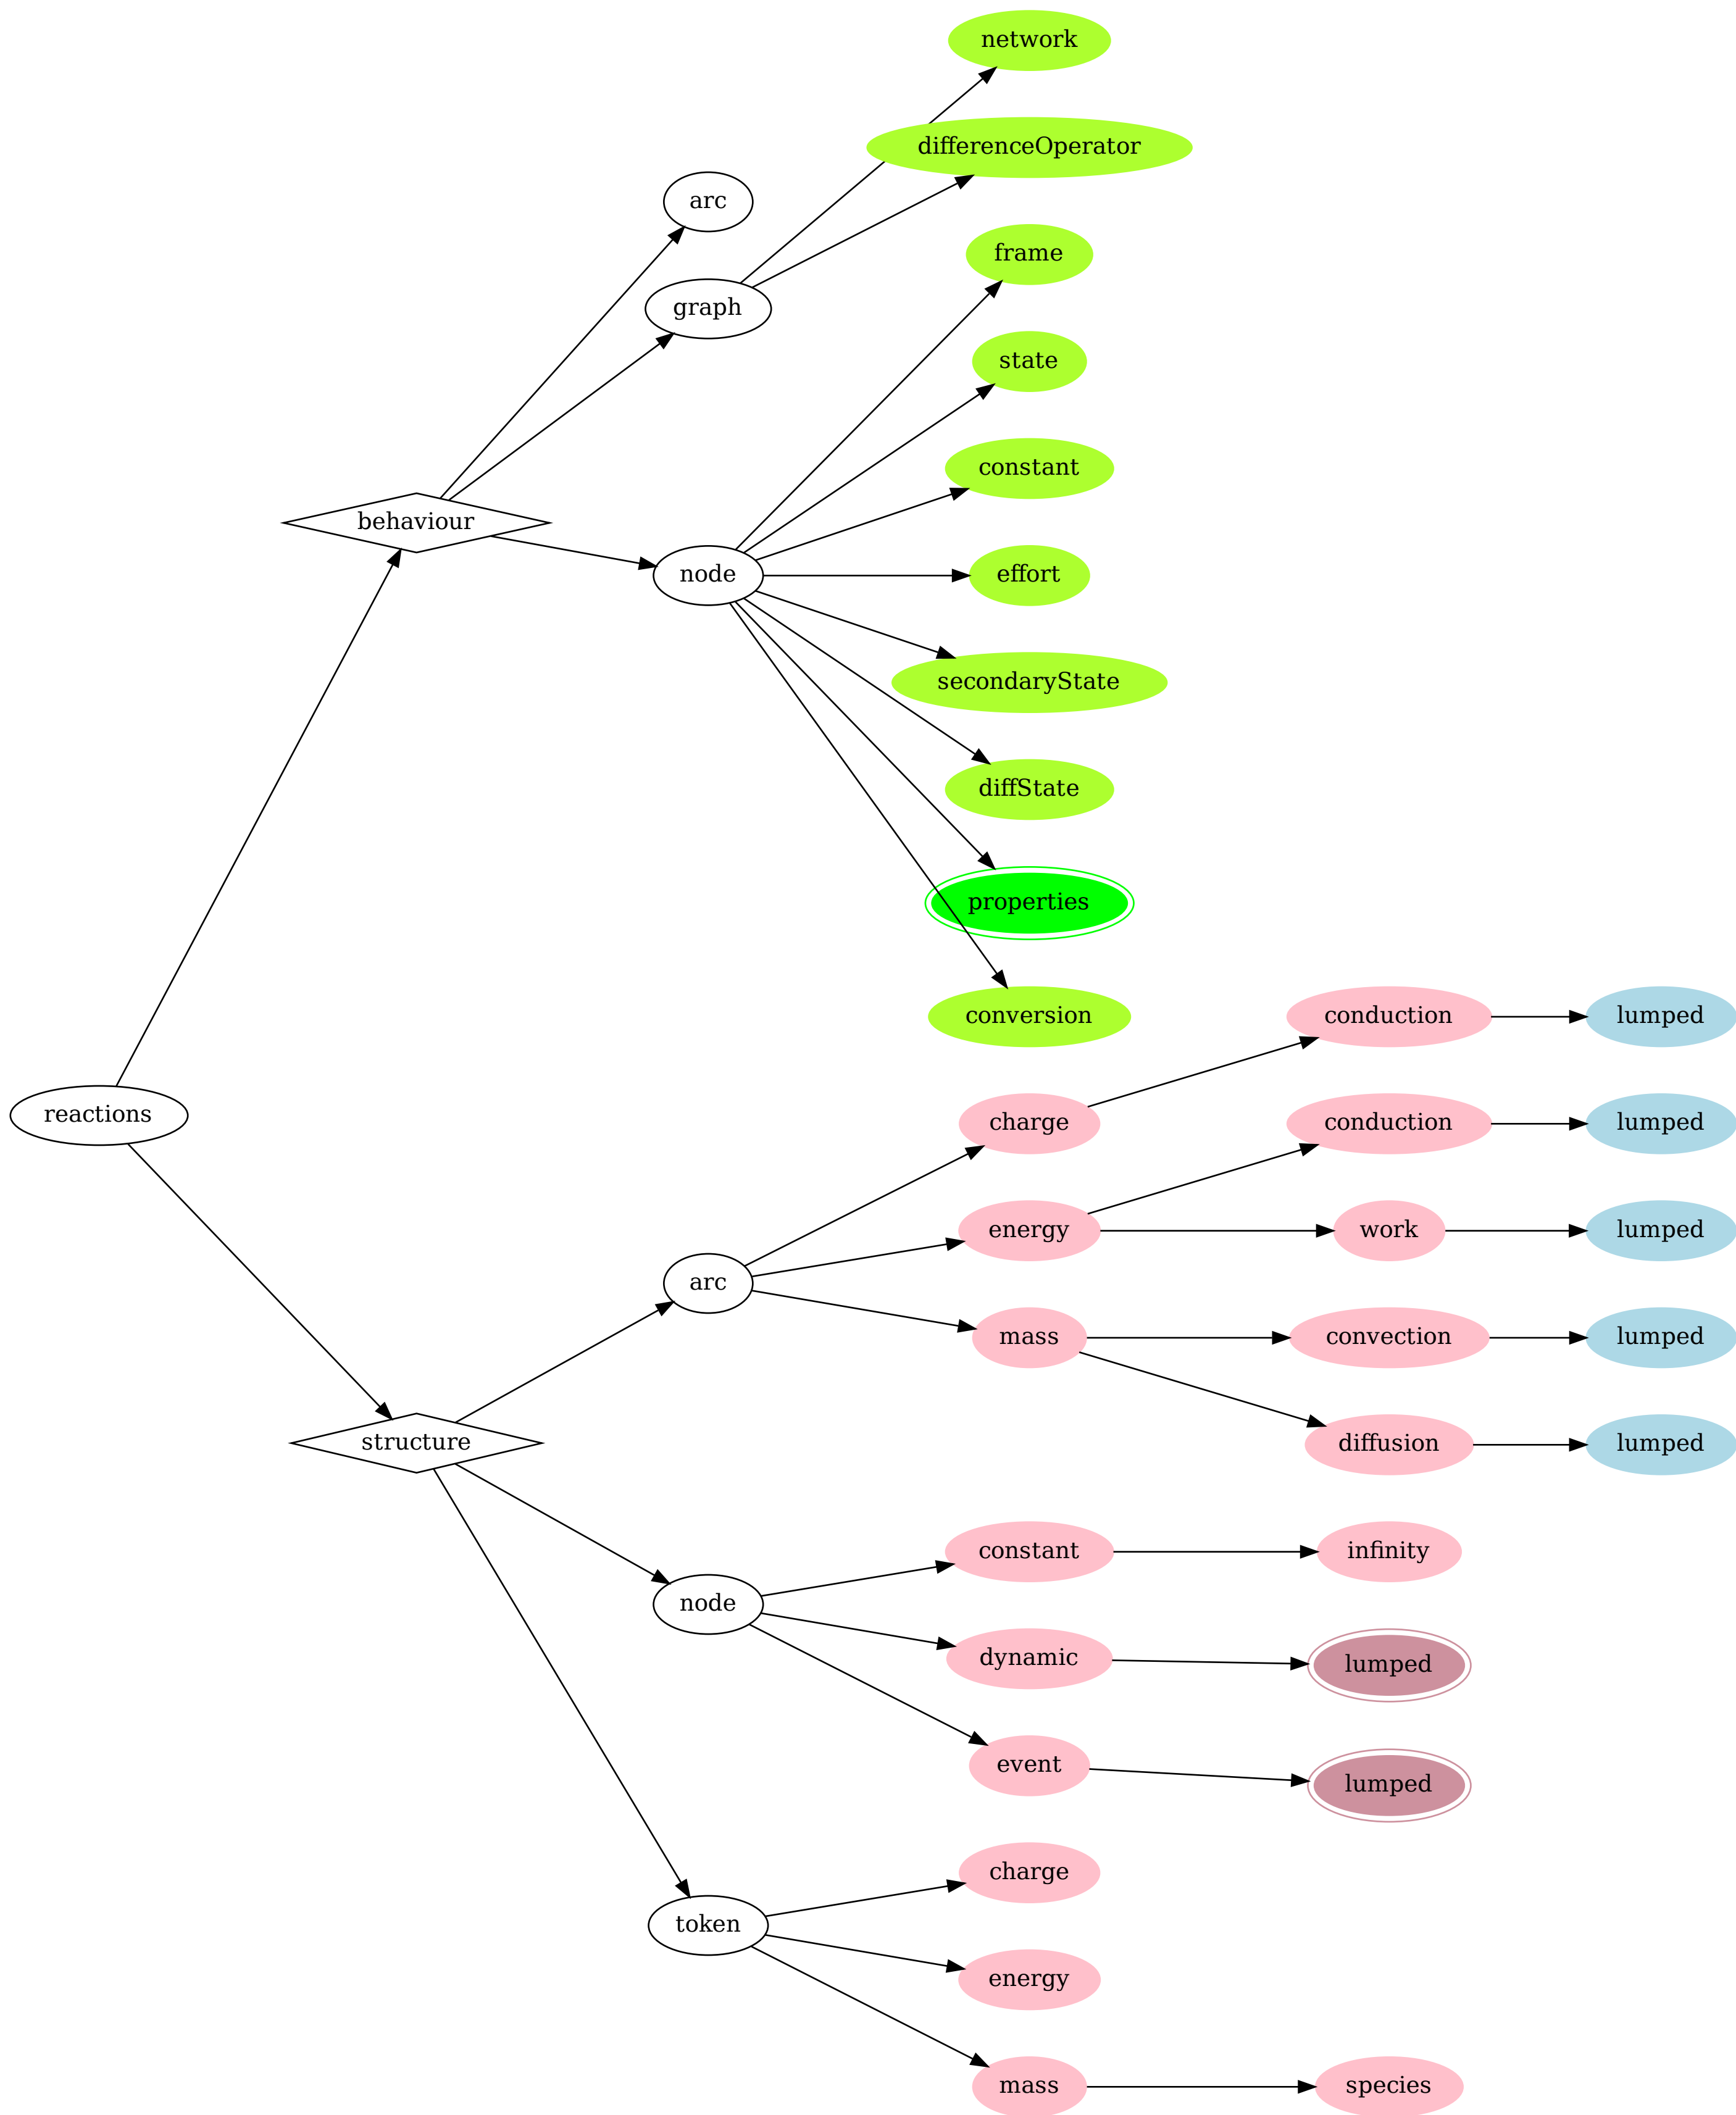 network
differenceOperator
arc
frame
graph
state
constant
behaviour
node
effort
secondaryState
diffState
properties
conversion
conduction
lumped
reactions
charge
conduction
lumped
energy
work
lumped
arc
mass
convection
lumped
structure
diffusion
lumped
constant
infinity
node
dynamic
lumped
event
lumped
charge
token
energy
mass
species